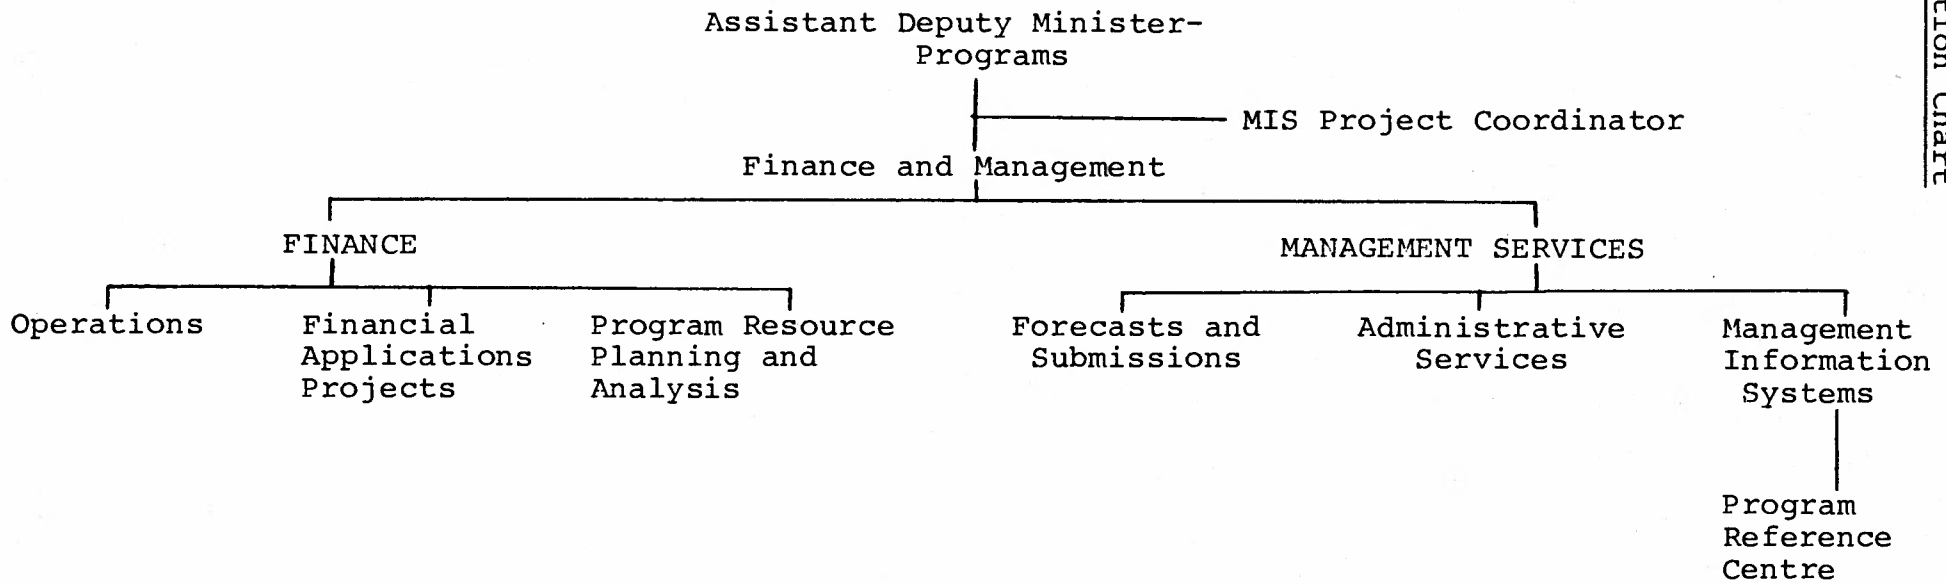 Assistant Deputy Minister-
Programs
MIS Project Coordinator
Finance and Management
FINANCE
MANAGEMENT SERVICES
Operations
Financial
Applications
Projects
Program Resource
Planning and
Analysis
Forecasts and
Submissions
Administrative
Services
Management
Information
Systems
Program
Reference
Centre
Chart